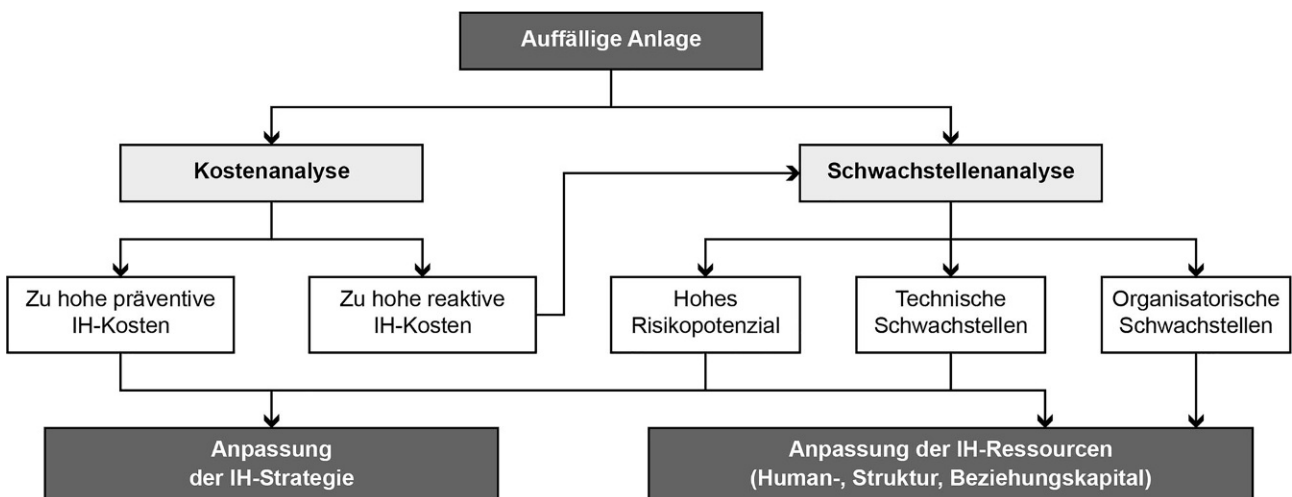 Auffällige Anlage
Kostenanalyse
Schwachstellenanalyse
Zu hohe präventive
IH-Kosten
Zu hohe reaktive
IH-Kosten
Hohes
Risikopotenzial
Technische
Schwachstellen
Organisatorische
Schwachstellen
Anpassung
der IH-Strategie
Anpassung der IH-Ressourcen
(Human-, Struktur, Beziehungskapital)